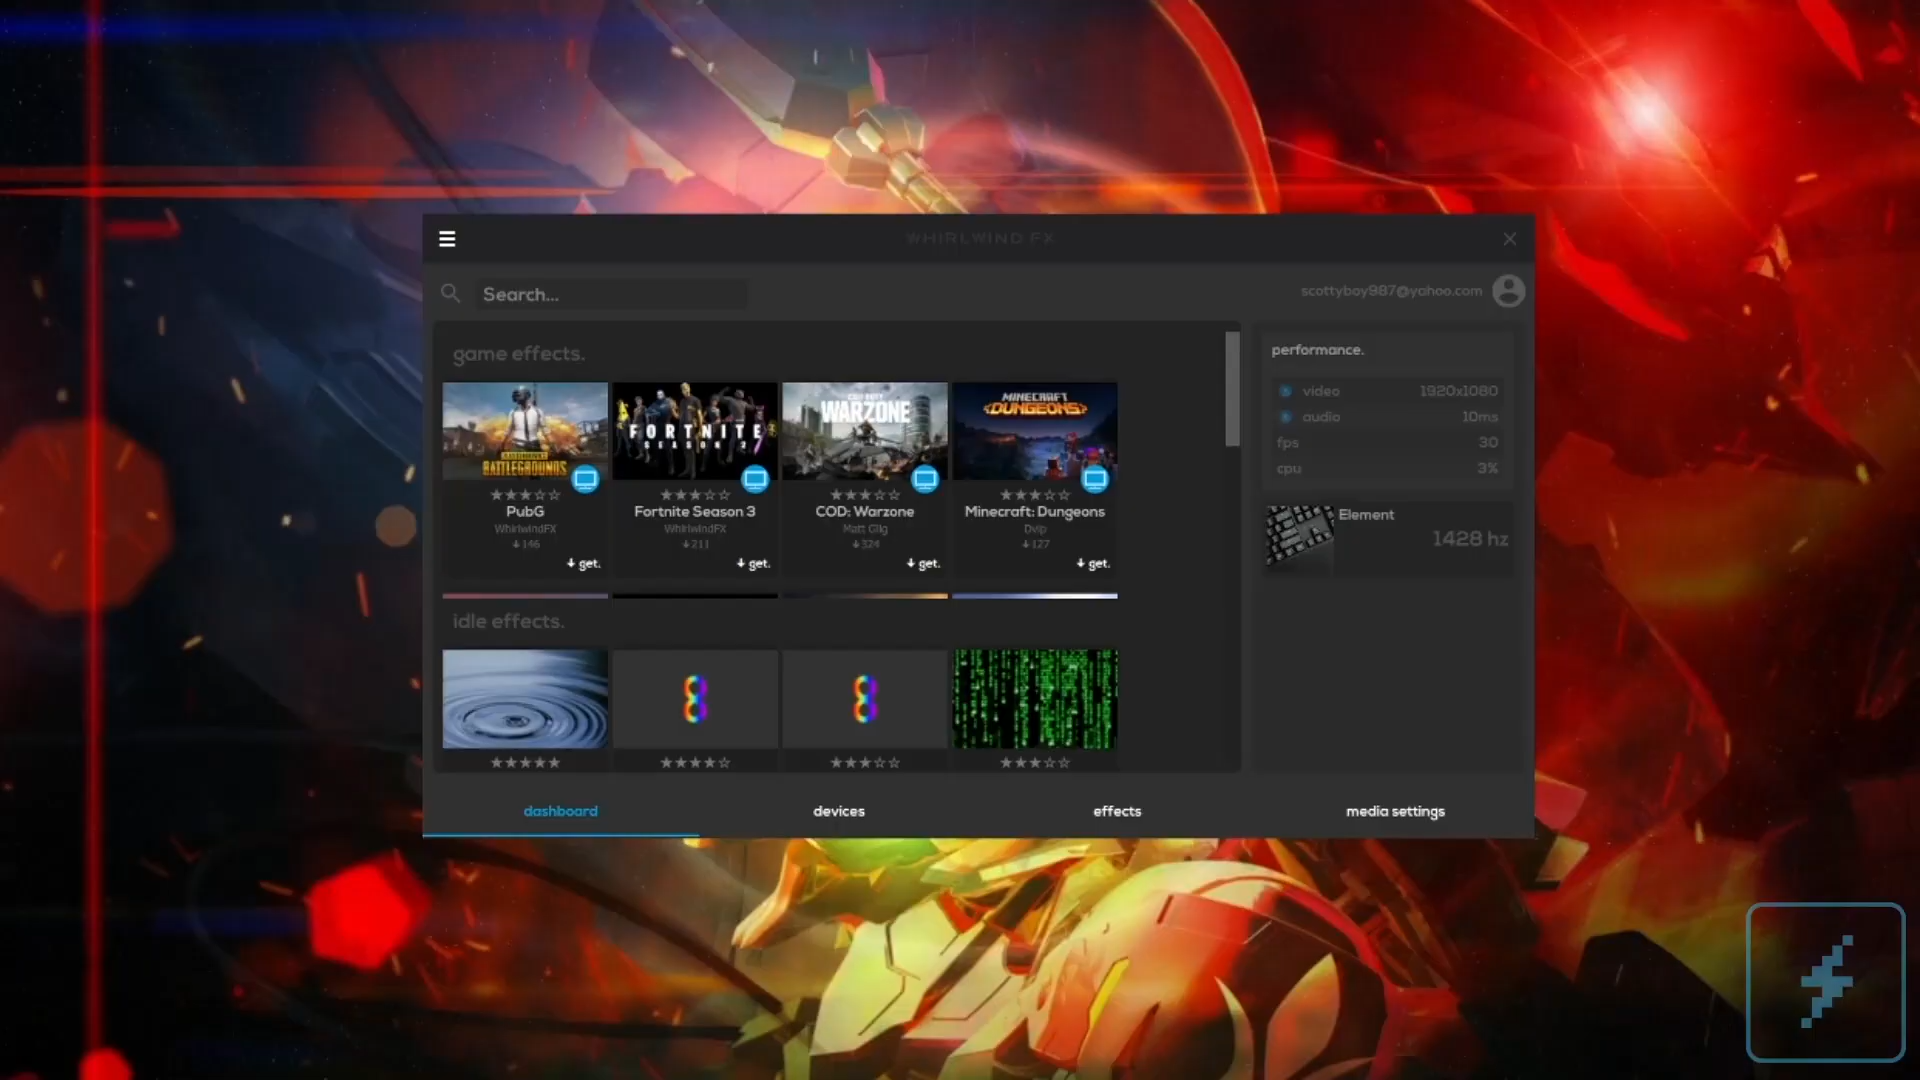 WHIRLWIND FX
Search...
scottyboy987@yahoo.com
game effects.
PUBG
BATTLEGROUNDS
FORTNITE
SEASON 2
WARZONE
MINECRAFT
DUNGEONS
PubG
WhirlwindFX
146
get.
Fortnite Season 3
WhirlwindFX
211
get.
COD: Warzone
Matt Gilg
324
get.
Minecraft: Dungeons
Dvip
127
get.
idle effects.
performance.
video 1920x1080
audio 10ms
fps 30
cpu 3%
Element
1428 hz
dashboard devices effects media settings